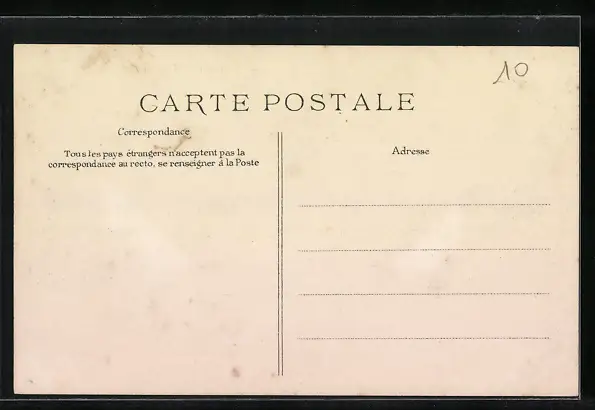 10
CARTE POSTALE
Correspondance
Tous les pays étrangers n'acceptent pas la
correspondance au recto, se renseigner à la Poste
Adresse